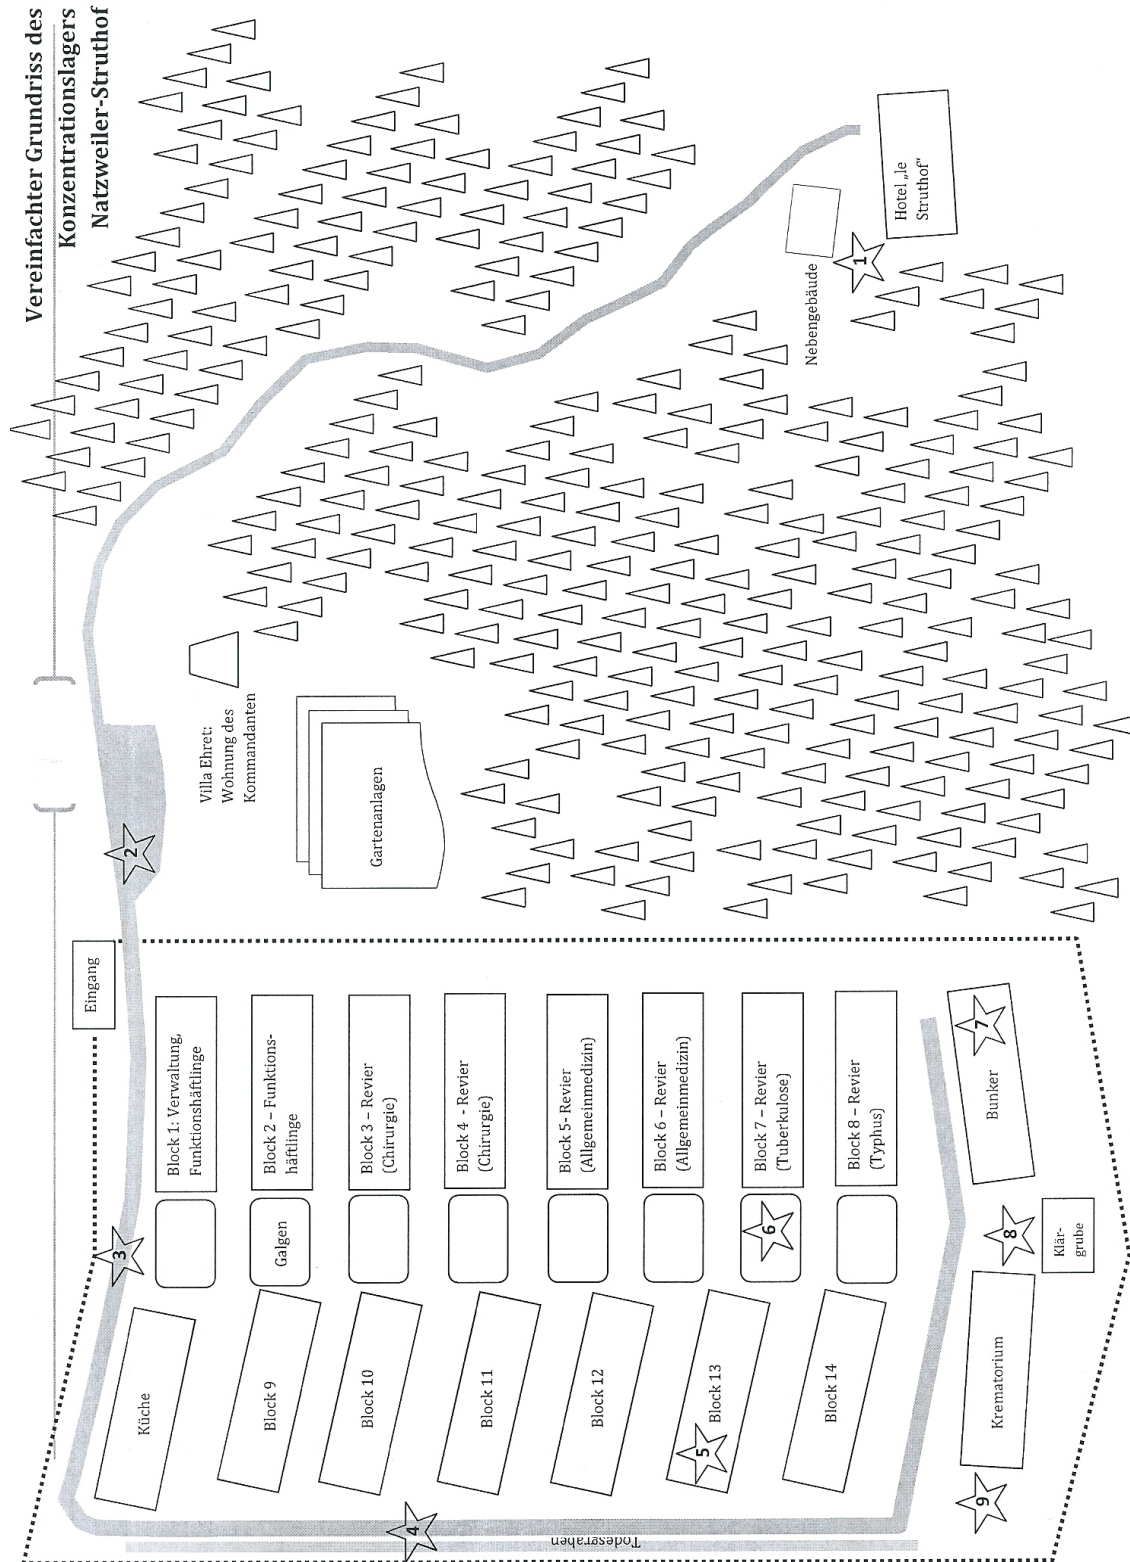 Vereinfachter Grundriss des
Konzentrationslagers
Natzweiler-Struthof
Hotel „le
Struthof“
1
Nebengebäude
Villa Ehret:
Wohnung des
Kommandanten
Gartenanlagen
2
Eingang
3
Block 1: Verwaltung,
Funktionshäftlinge
Block 2 – Funktions-
häftlinge
Block 3 – Revier
(Chirurgie)
Block 4 - Revier
(Chirurgie)
Block 5- Revier
(Allgemeinmedizin)
Block 6 – Revier
(Allgemeinmedizin)
Block 7 – Revier
(Tuberkulose)
Block 8 – Revier
(Typhus)
Galgen
6
Küche
Block 9
Block 10
Block 11
Block 12
Block 13
5
Block 14
4
Todesgraben
Bunker
7
8
Klär-
grube
Krematorium
9